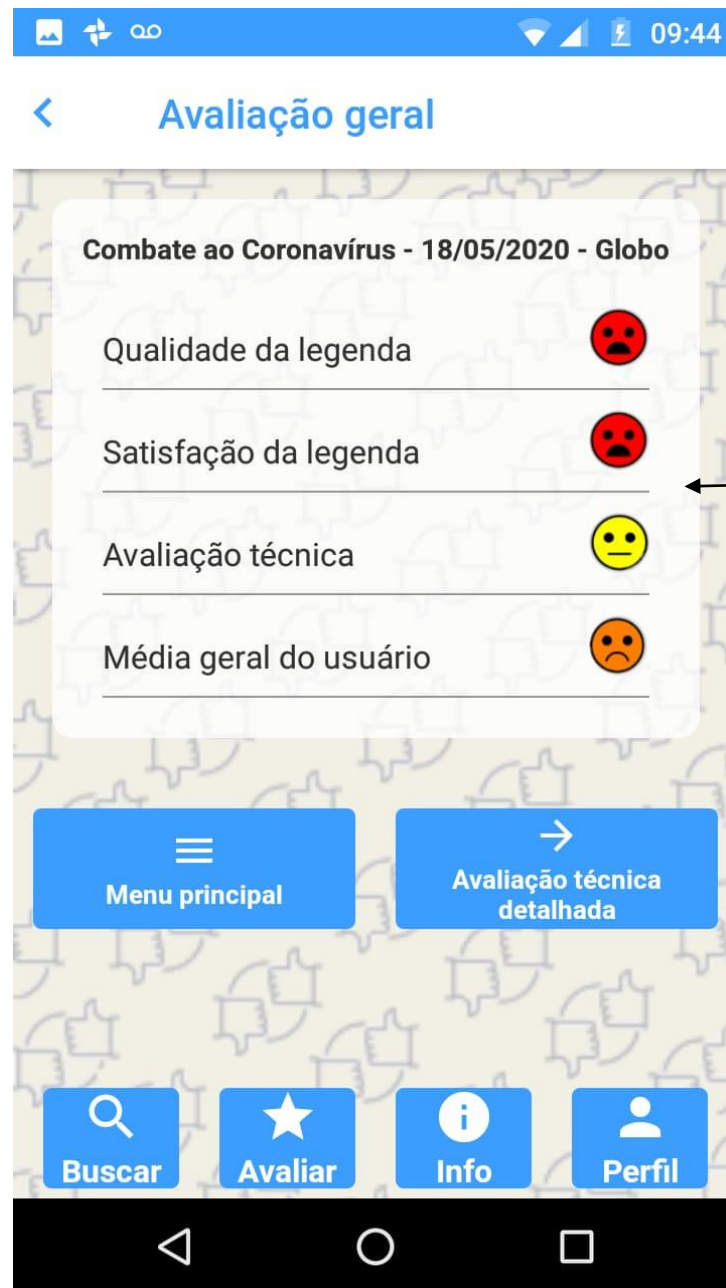 09:44
Avaliação geral
Combate ao Coronavírus - 18/05/2020 - Globo
Qualidade da legenda
Satisfação da legenda
Avaliação técnica
Média geral do usuário
Menu principal
Avaliação técnica
detalhada
Buscar
Avaliar
Info
Perfil